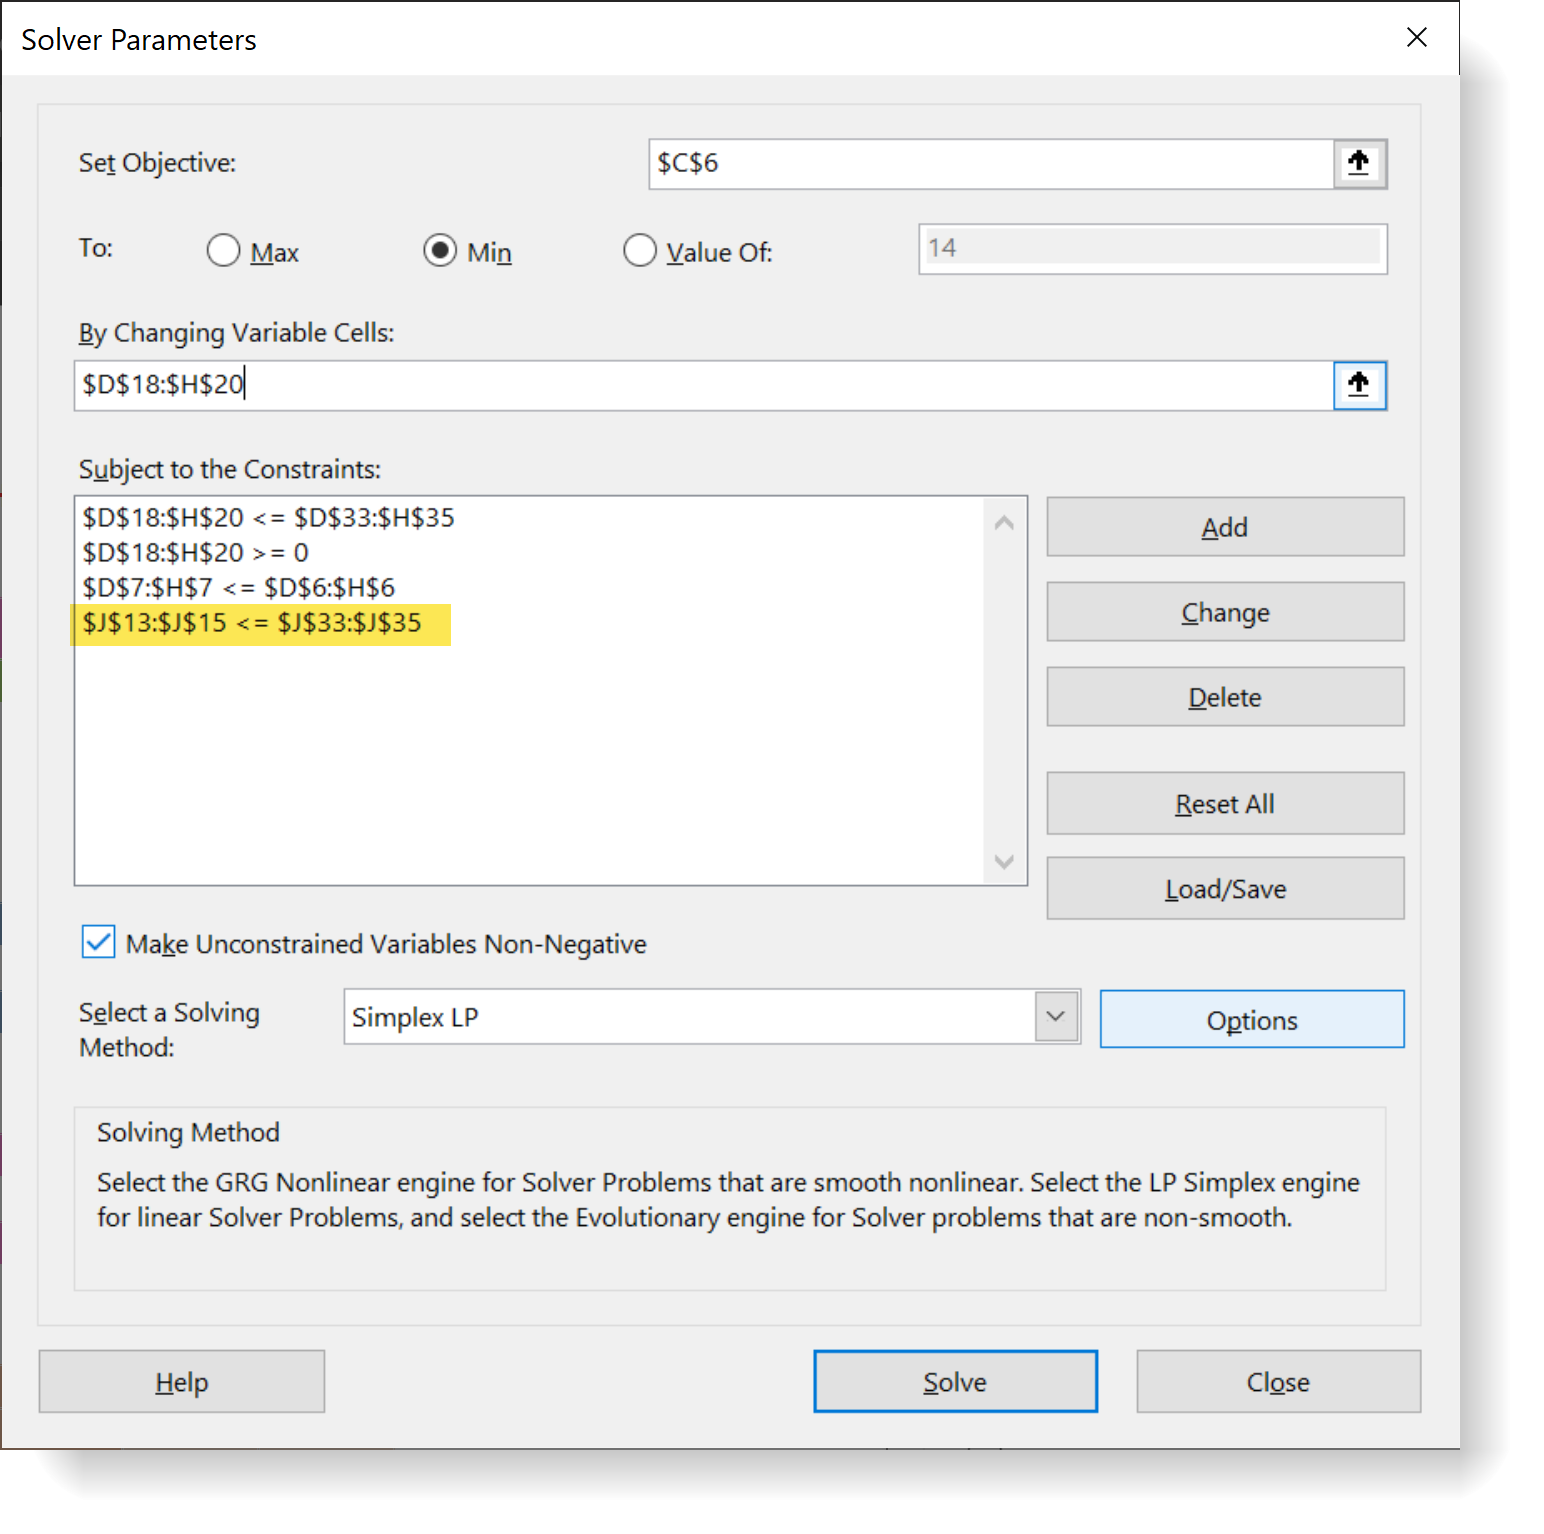 Solver Parameters
Set Objective:
$C$6
To:
Max
Min
Value Of:
14
By Changing Variable Cells:
$D$18:$H$20
Subject to the Constraints:
$D$18:$H$20 <= $D$33:$H$35
$D$18:$H$20 >= 0
$D$7:$H$7 <= $D$6:$H$6
$J$13:$J$15 <= $J$33:$J$35
Add
Change
Delete
Reset All
Load/Save
Make Unconstrained Variables Non-Negative
Select a Solving
Method:
Simplex LP
Options
Solving Method
Select the GRG Nonlinear engine for Solver Problems that are smooth nonlinear. Select the LP Simplex engine
for linear Solver Problems, and select the Evolutionary engine for Solver problems that are non-smooth.
Help
Solve
Close